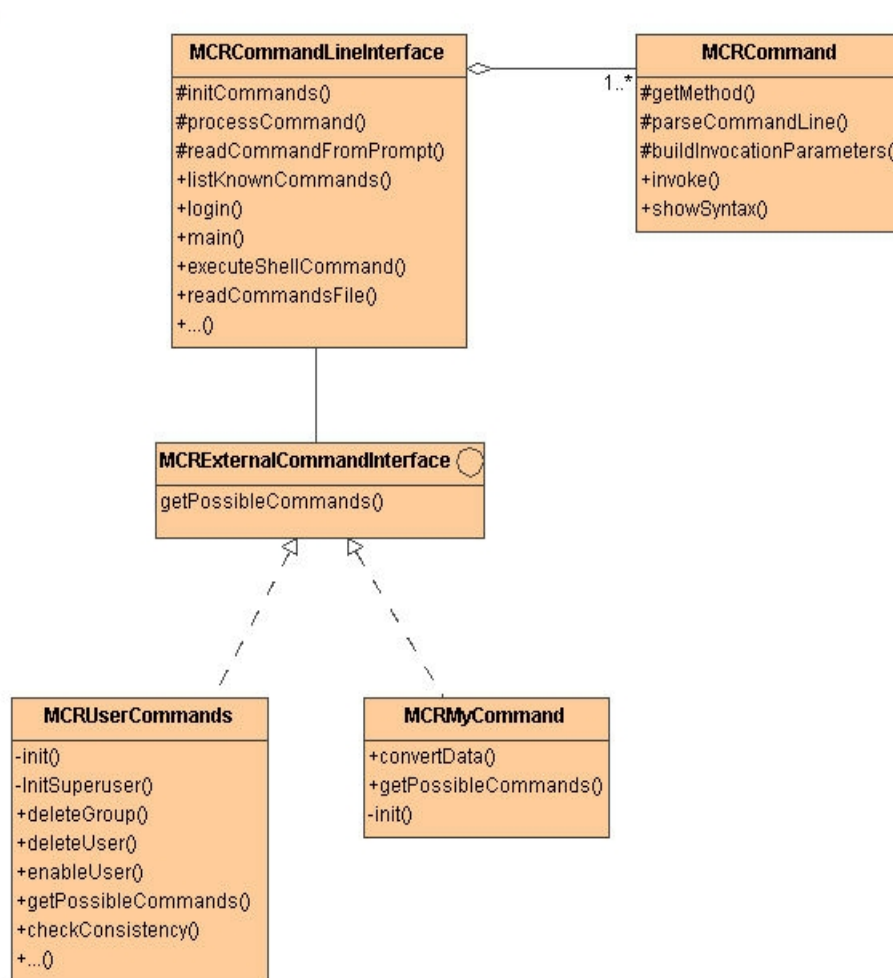 MCRCommandLineInterface
#initCommands()
#processCommand()
#readCommandFromPrompt()
+listKnownCommands()
+login()
+main()
+executeShellCommand()
+readCommandsFile()
+...()
1..*
MCRCommand
#getMethod()
#parseCommandLine()
#buildInvocationParameters()
+invoke()
+showSyntax()
MCRExternalCommandInterface
getPossibleCommands()
MCRUserCommands
-init()
-InitSuperuser()
+deleteGroup()
+deleteUser()
+enableUser()
+getPossibleCommands()
+checkConsistency()
+...()
MCRMyCommand
+convertData()
+getPossibleCommands()
-init()